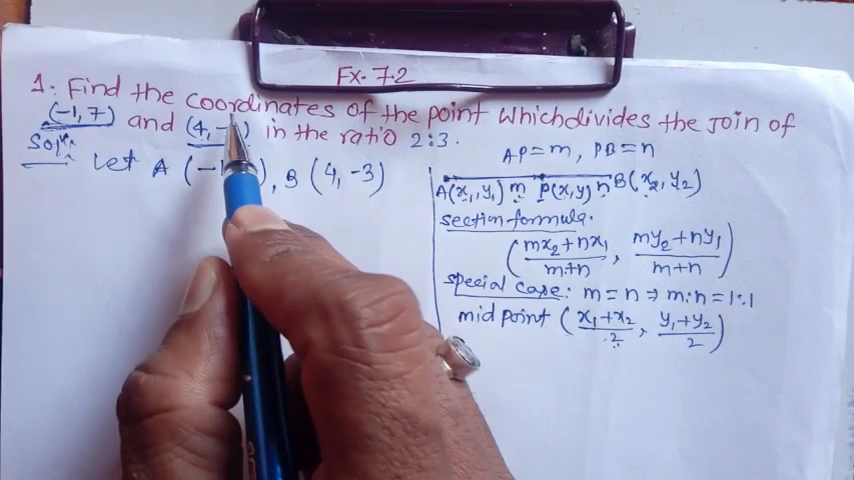 Ex- 7.2
1. Find the coordinates of the point which divides the join of
(-1, 7) and (4, - ) in the ratio 2:3.
Sol:
Let A (-1 ), B (4, -3)
AP=m, PB=n
A(x₁,y₁) m P(x,y) n B(x₂, y₂)
section formula.
(mx₂+nx₁/m+n, my₂+ny₁/m+n)
special case: m=n ⇒ m:n=1:1
mid point (x₁+x₂/2, y₁+y₂/2)